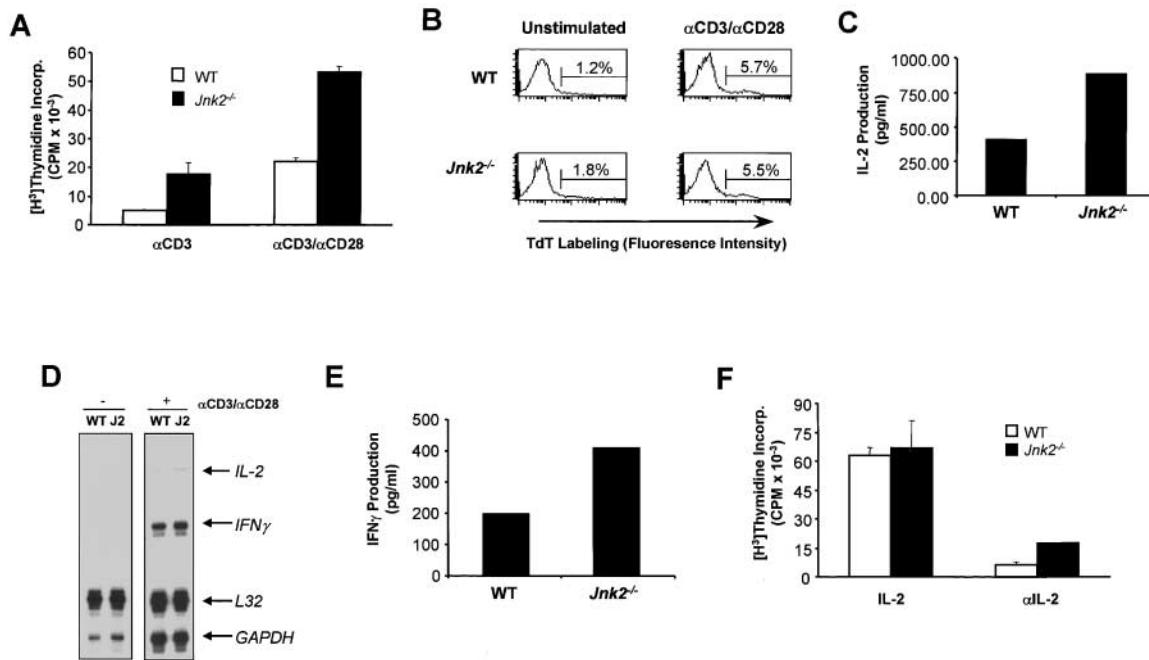 A
[H³]Thymidine Incorp.
(CPM x 10⁻³)
60
50
40
30
20
10
0
WT
Jnk2⁻/⁻
αCD3
αCD3/αCD28
B
Unstimulated
αCD3/αCD28
WT
1.2%
5.7%
Jnk2⁻/⁻
1.8%
5.5%
TdT Labeling (Fluoresence Intensity)
C
IL-2 Production
(pg/ml)
1000.00
750.00
500.00
250.00
0.00
WT
Jnk2⁻/⁻
D
- + αCD3/αCD28
WT J2 WT J2
IL-2
IFNγ
L32
GAPDH
E
IFNγ Production
(pg/ml)
500
400
300
200
100
0
WT
Jnk2⁻/⁻
F
[H³]Thymidine Incorp.
(CPM x 10⁻³)
90
75
60
45
30
15
0
WT
Jnk2⁻/⁻
IL-2
αIL-2